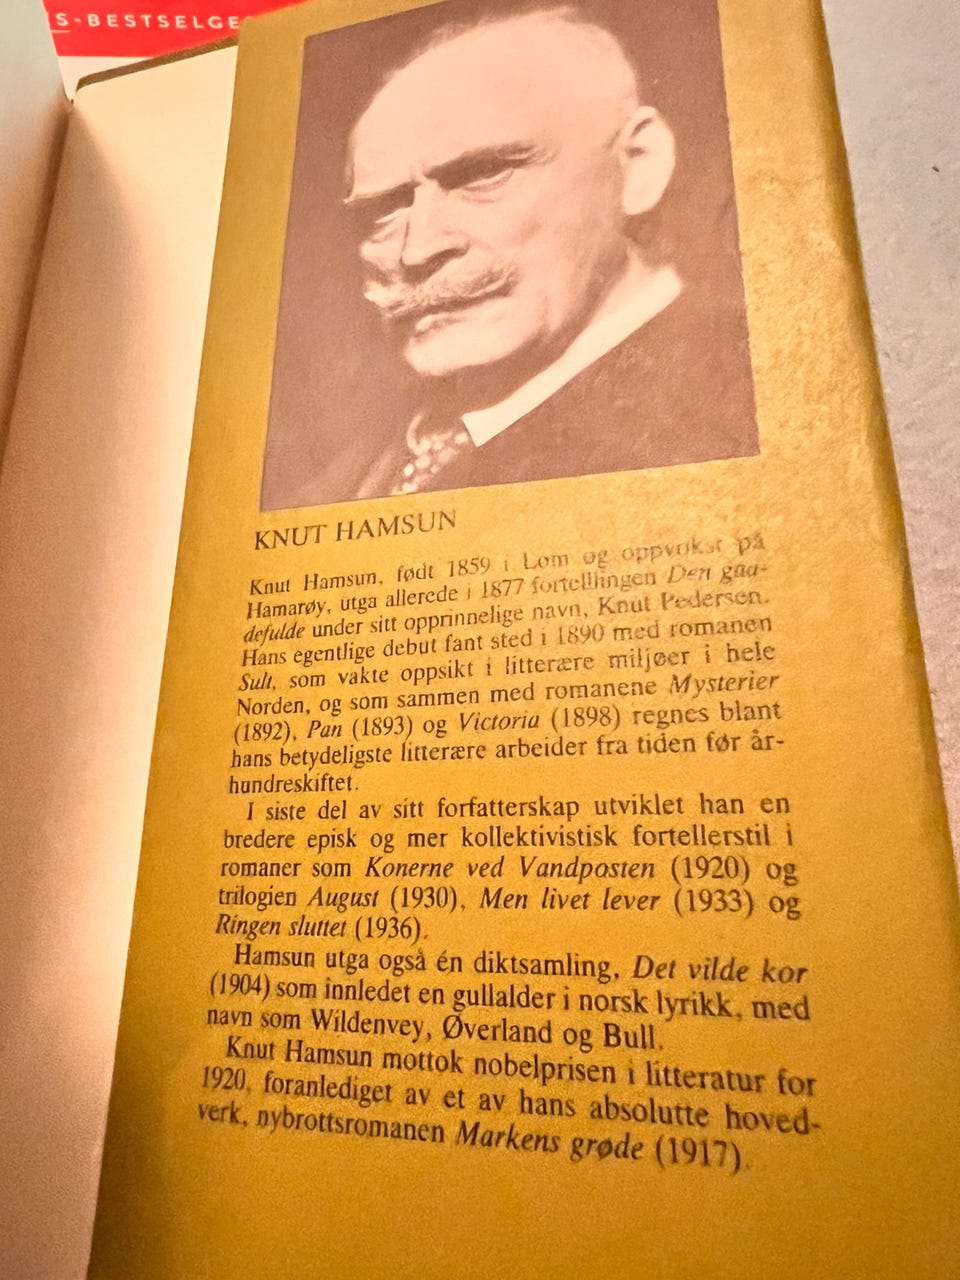 S-BESTSELGE
KNUT HAMSUN
Knut Hamsun, født 1859 i Lom og oppvokst på
Hamarøy, utga allerede i 1877 fortelllingen Den gaa-
defulde under sitt opprinnelige navn, Knut Pedersen.
Hans egentlige debut fant sted i 1890 med romanen
Sult, som vakte oppsikt i litterære miljøer i hele
Norden, og som sammen med romanene Mysterier
(1892), Pan (1893) og Victoria (1898) regnes blant
hans betydeligste litterære arbeider fra tiden før år-
hundreskiftet.
I siste del av sitt forfatterskap utviklet han en
bredere episk og mer kollektivistisk fortellerstil i
romaner som Konerne ved Vandposten (1920) og
trilogien August (1930), Men livet lever (1933) og
Ringen sluttet (1936).
Hamsun utga også én diktsamling, Det vilde kor
(1904) som innledet en gullalder i norsk lyrikk, med
navn som Wildenvey, Øverland og Bull.
Knut Hamsun mottok nobelprisen i litteratur for
1920, foranlediget av et av hans absolutte hoved-
verk, nybrottsromanen Markens grøde (1917).